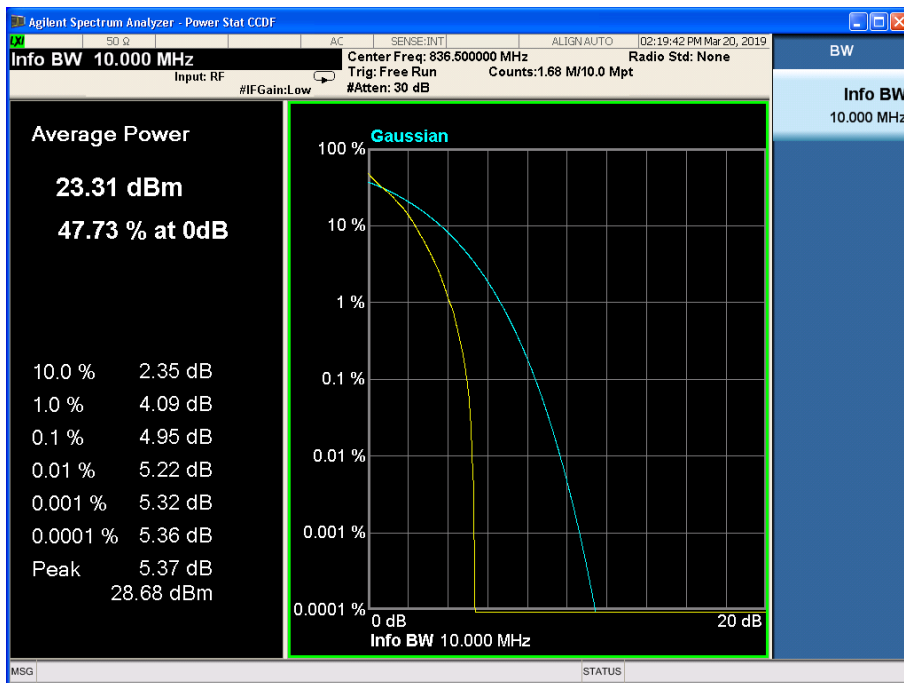 Agilent Spectrum Analyzer - Power Stat CCDF
LXI 50 Ω AC SENSE:INT ALIGN AUTO 02:19:42 PM Mar 20, 2019
Info BW 10.000 MHz
Input: RF
#IFGain:Low
Center Freq: 836.500000 MHz Radio Std: None
Trig: Free Run Counts:1.68 M/10.0 Mpt
#Atten: 30 dB
BW
Info BW
10.000 MHz
Average Power
23.31 dBm
47.73 % at 0dB
10.0 % 2.35 dB
1.0 % 4.09 dB
0.1 % 4.95 dB
0.01 % 5.22 dB
0.001 % 5.32 dB
0.0001 % 5.36 dB
Peak 5.37 dB
28.68 dBm
Gaussian
100 %
10 %
1 %
0.1 %
0.01 %
0.001 %
0.0001 %
0 dB 20 dB
Info BW 10.000 MHz
MSG STATUS